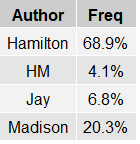 Author Freq
Hamilton 68.9%
HM 4.1%
Jay 6.8%
Madison 20.3%